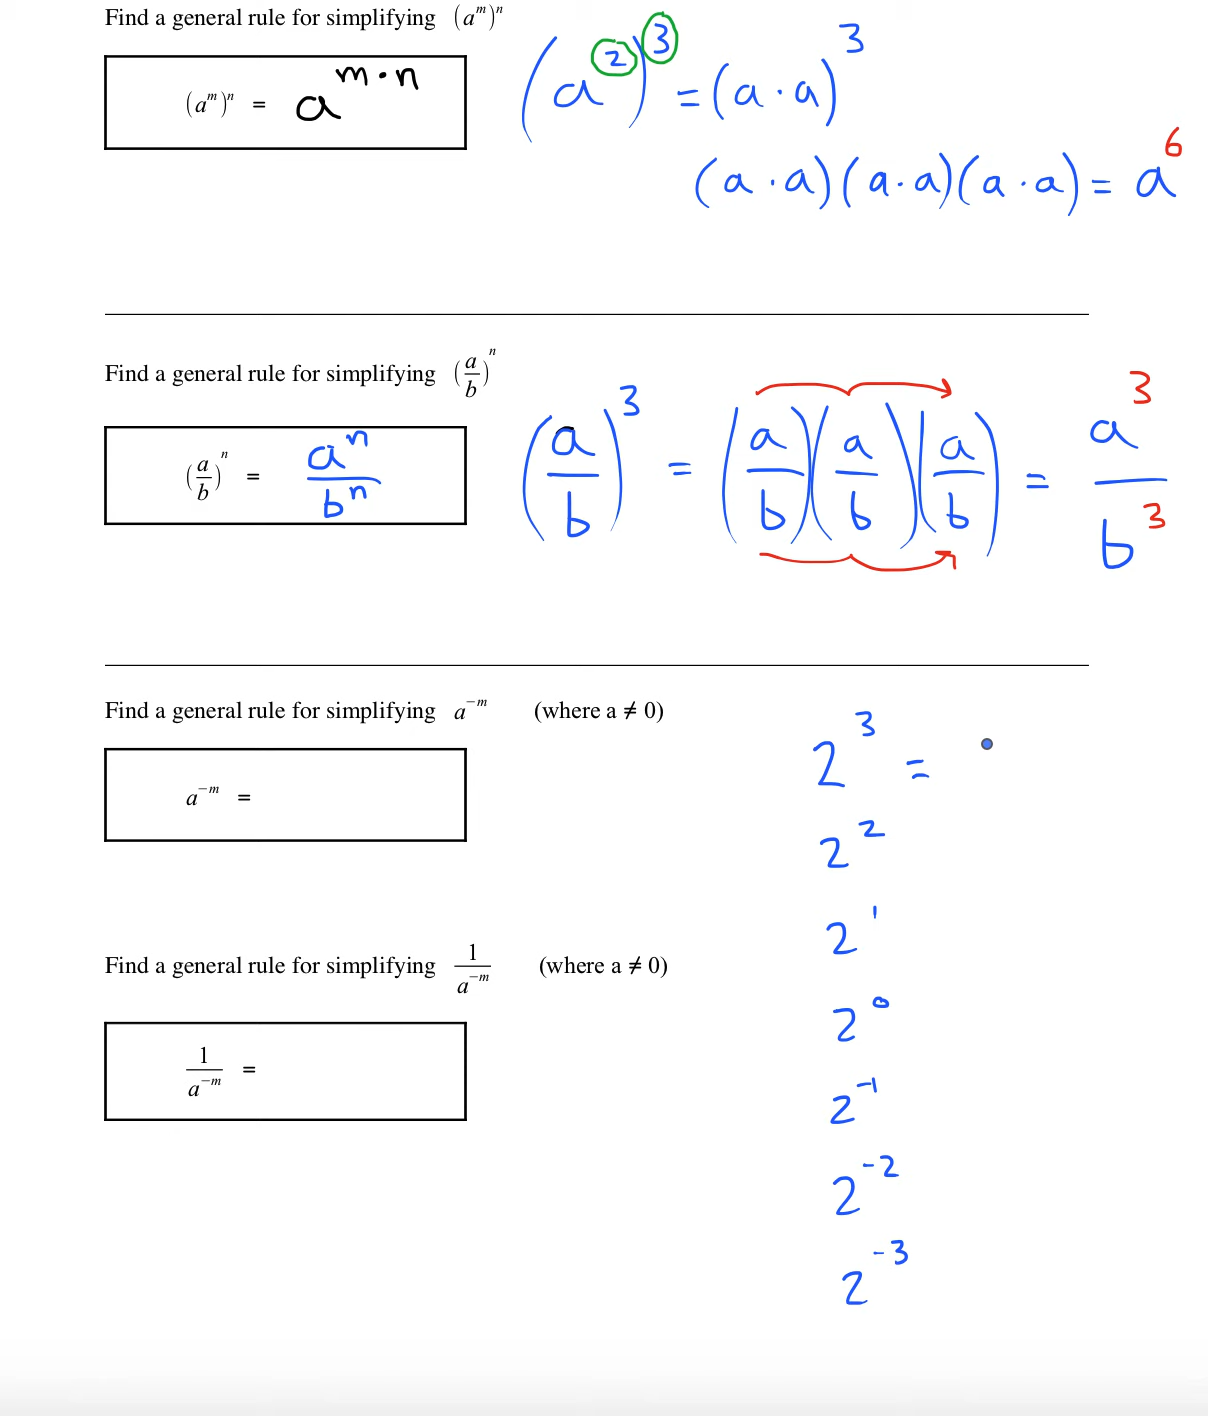 Find a general rule for simplifying (a^m)^n
(a^m)^n = a^{m·n}
(a^2)^3 = (a·a)^3
(a·a)(a·a)(a·a) = a^6
Find a general rule for simplifying (a/b)^n
(a/b)^n = a^n/b^n
(a/b)^3 = (a/b)(a/b)(a/b) = a^3/b^3
Find a general rule for simplifying a^{-m} (where a ≠ 0)
a^{-m} =
2^3 =
2^2
2^1
2^0
2^{-1}
2^{-2}
2^{-3}
Find a general rule for simplifying 1/a^{-m} (where a ≠ 0)
1/a^{-m} =